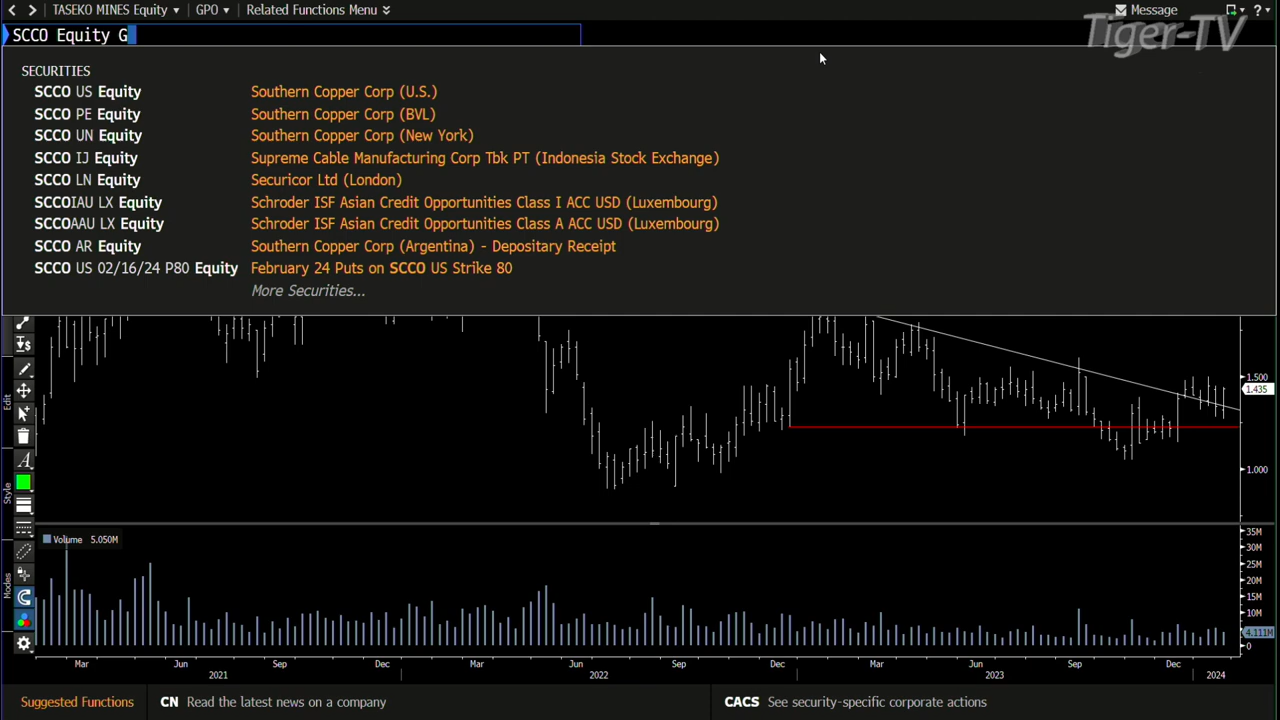 TASEKO MINES Equity GPO Related Functions Menu Message ?
SCCO Equity G
Tiger-TV
SECURITIES
SCCO US Equity Southern Copper Corp (U.S.)
SCCO PE Equity Southern Copper Corp (BVL)
SCCO UN Equity Southern Copper Corp (New York)
SCCO IJ Equity Supreme Cable Manufacturing Corp Tbk PT (Indonesia Stock Exchange)
SCCO LN Equity Securicor Ltd (London)
SCCOIAU LX Equity Schroder ISF Asian Credit Opportunities Class I ACC USD (Luxembourg)
SCCOAAU LX Equity Schroder ISF Asian Credit Opportunities Class A ACC USD (Luxembourg)
SCCO AR Equity Southern Copper Corp (Argentina) - Depositary Receipt
SCCO US 02/16/24 P80 Equity February 24 Puts on SCCO US Strike 80
More Securities...
1.500
1.435
Edit
A
1.000
Style
Volume 5.050M
35M
30M
25M
20M
Modes
15M
10M
4.111M
0
Mar Jun Sep Dec Mar Jun Sep Dec Mar Jun Sep Dec
2021 2022 2023 2024
Suggested Functions CN Read the latest news on a company CACS See security-specific corporate actions